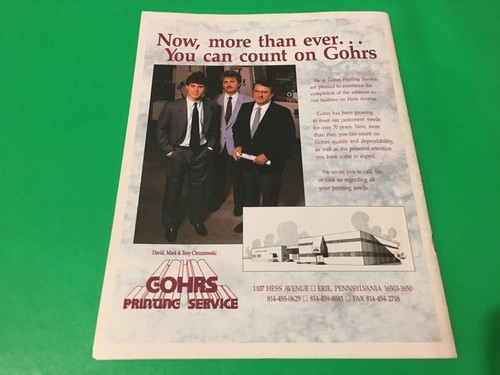 Now, more than ever...
You can count on Gohrs
We at Gohrs Printing Service
are pleased to announce the
completion of the addition to
our facilities on Hess Avenue.
Gohrs has been growing
to meet our customers' needs
for over 70 years. Now, more
than ever, you can count on
Gohrs' quality and dependability,
as well as the personal attention
you have come to expect.
We invite you to call, fax,
or visit us regarding all
your printing needs.
David, Mark & Tony Chrzanowski
GOHRS
PRINTING SERVICE
1107 HESS AVENUE □ ERIE, PENNSYLVANIA 16503-1650
814-455-0629 □ 814-459-8041 □ FAX 814-454-2718